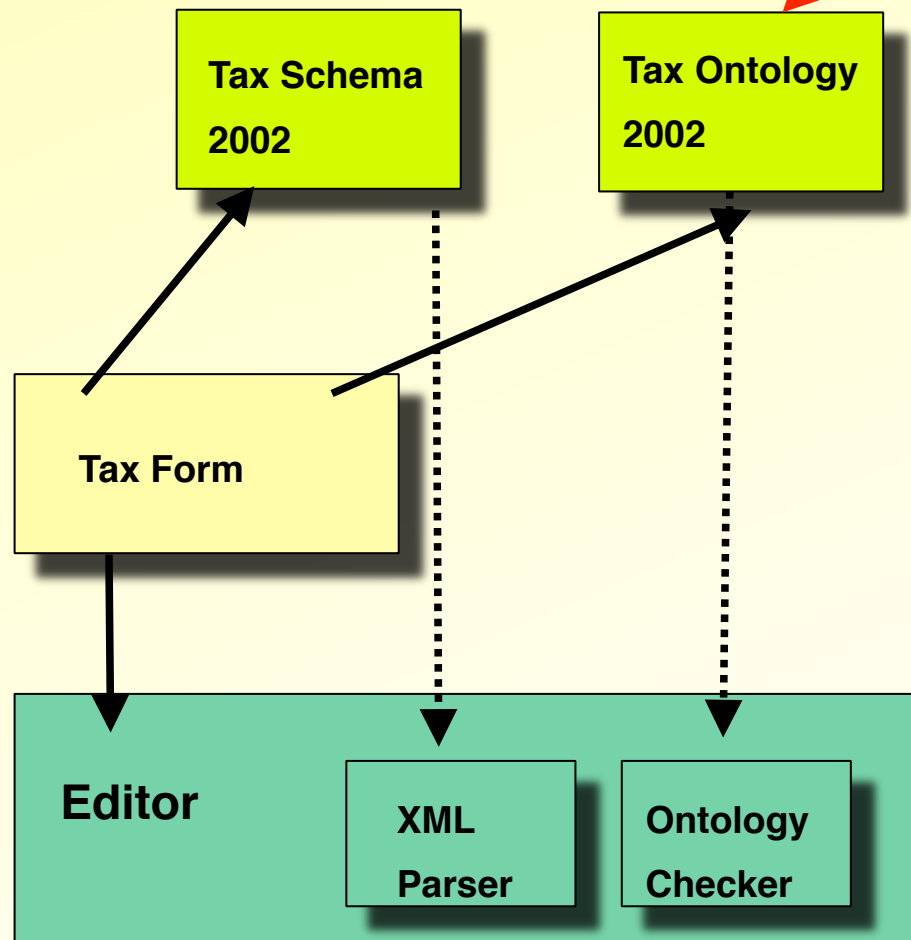 Tax Schema
2002
Tax Ontology
2002
Tax Form
Editor
XML
Parser
Ontology
Checker